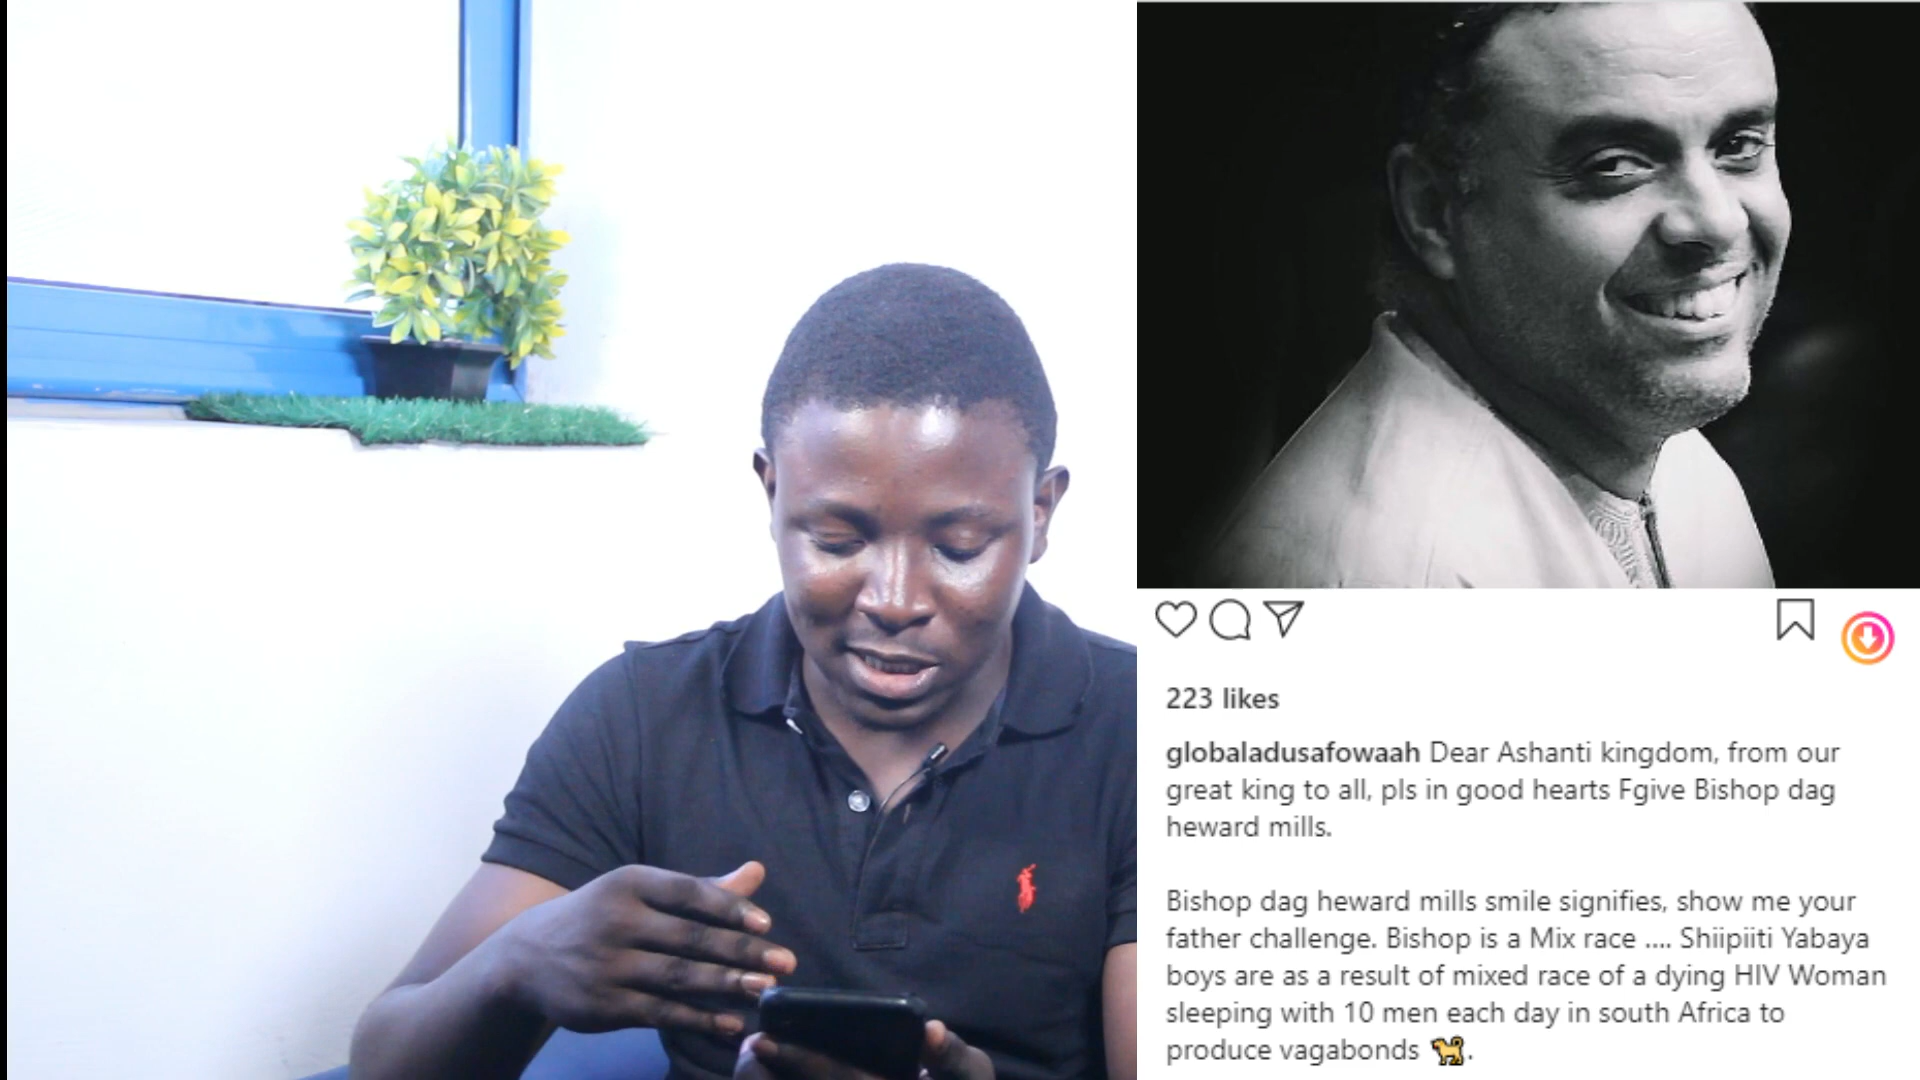 223 likes
globaladusafowaah Dear Ashanti kingdom, from our
great king to all, pls in good hearts Fgive Bishop dag
heward mills.
Bishop dag heward mills smile signifies, show me your
father challenge. Bishop is a Mix race .... Shiipiiti Yabaya
boys are as a result of mixed race of a dying HIV Woman
sleeping with 10 men each day in south Africa to
produce vagabonds 🐕.